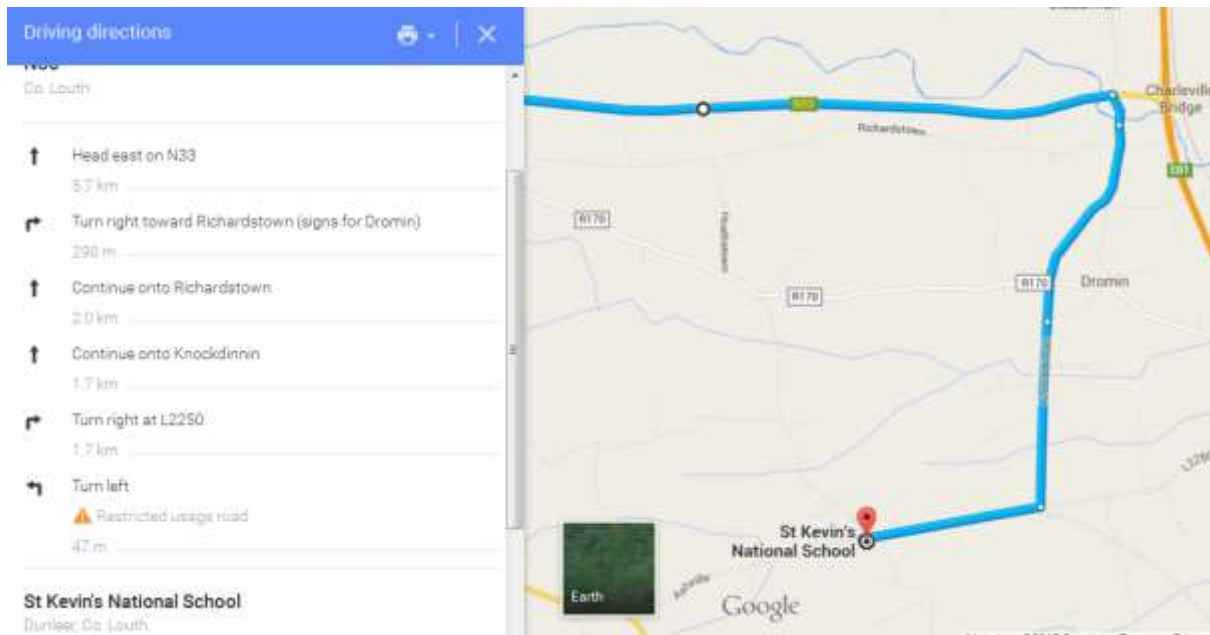 Driving directions
Co. Louth
Head east on N33
5.7 km
Turn right toward Richardstown (signs for Dromin)
290 m
Continue onto Richardstown
2.0 km
Continue onto Knockdinnin
1.7 km
Turn right at L2250
1.7 km
Turn left
Restricted usage road
47 m
St Kevin's National School
Dunleer, Co. Louth
Charleville
Bridge
Richardstown
E01
R170
R170
R170
Dromin
L2250
St Kevin's
National School
Earth
Google